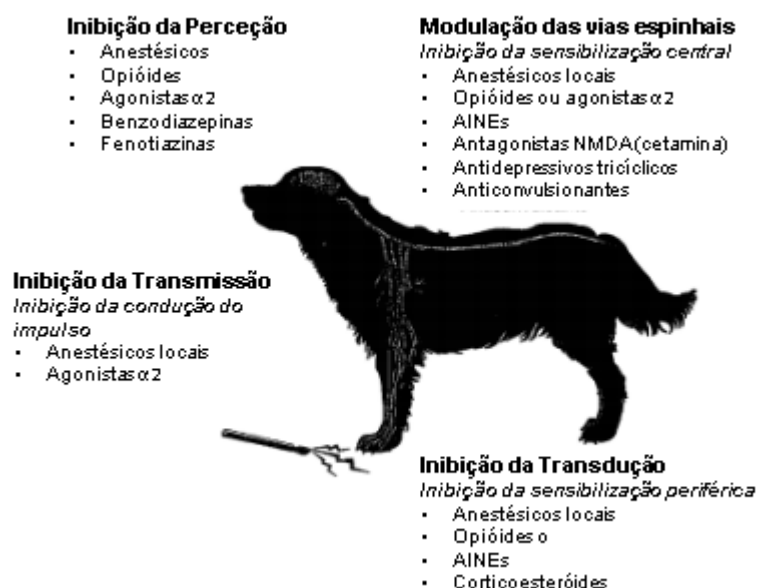 Inibição da Perceção
• Anestésicos
• Opióides
• Agonistas α2
• Benzodiazepinas
• Fenotiazinas
Modulação das vias espinhais
Inibição da sensibilização central
• Anestésicos locais
• Opióides ou agonistas α2
• AINEs
• Antagonistas NMDA(cetamina)
• Antidepressivos tricíclicos
• Anticonvulsionantes
Inibição da Transmissão
Inibição da condução do
impulso
• Anestésicos locais
• Agonistas α2
Inibição da Transdução
Inibição da sensibilização periférica
• Anestésicos locais
• Opióides o
• AINEs
• Corticoesteróides